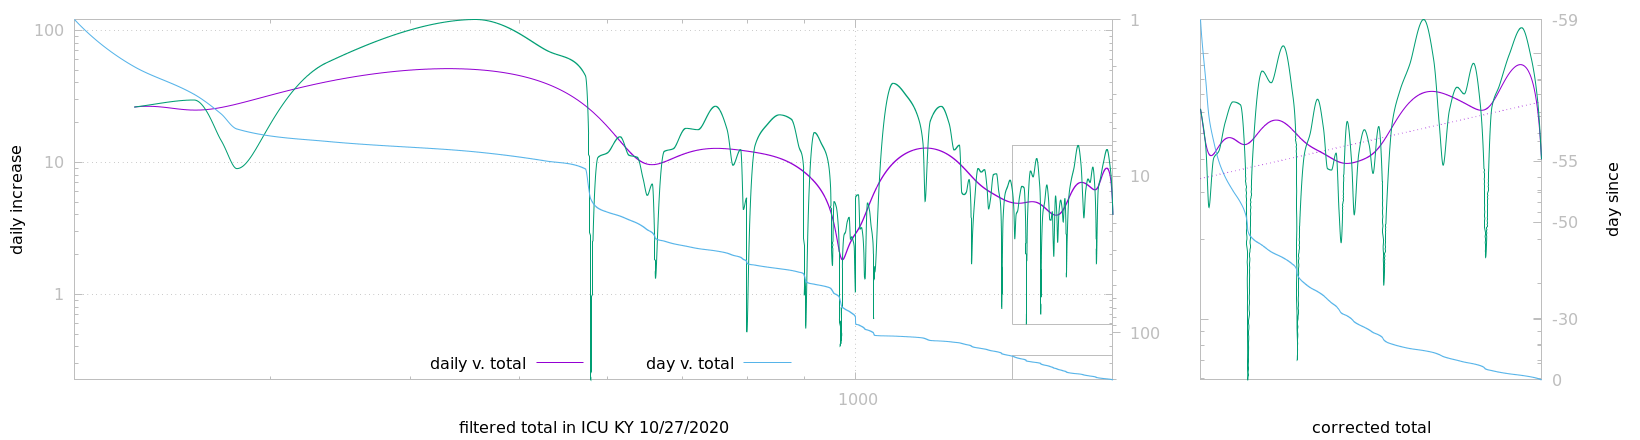 100
10
1
daily increase
daily v. total
day v. total
1000
filtered total in ICU KY 10/27/2020
1
10
100
-59
-55
-50
-30
0
day since
corrected total